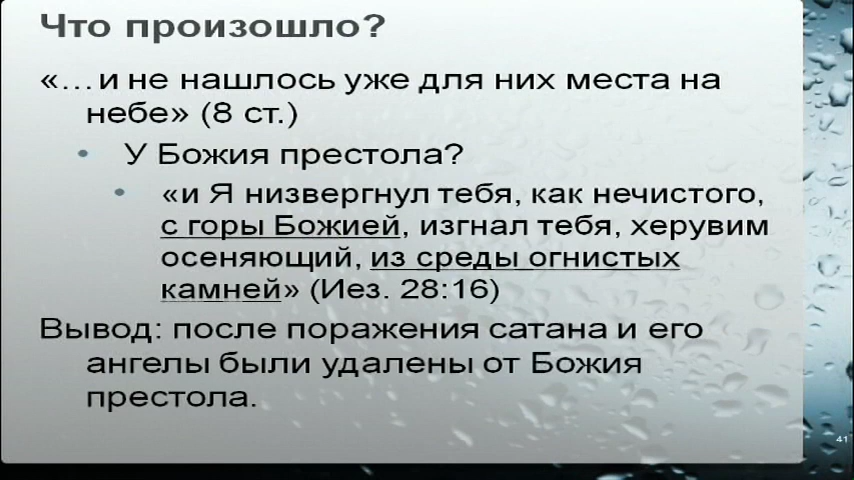 Что произошло?
«…и не нашлось уже для них места на
небе» (8 ст.)
• У Божия престола?
• «и Я низвергнул тебя, как нечистого,
с горы Божией, изгнал тебя, херувим
осеняющий, из среды огнистых
камней» (Иез. 28:16)
Вывод: после поражения сатана и его
ангелы были удалены от Божия
престола.
41